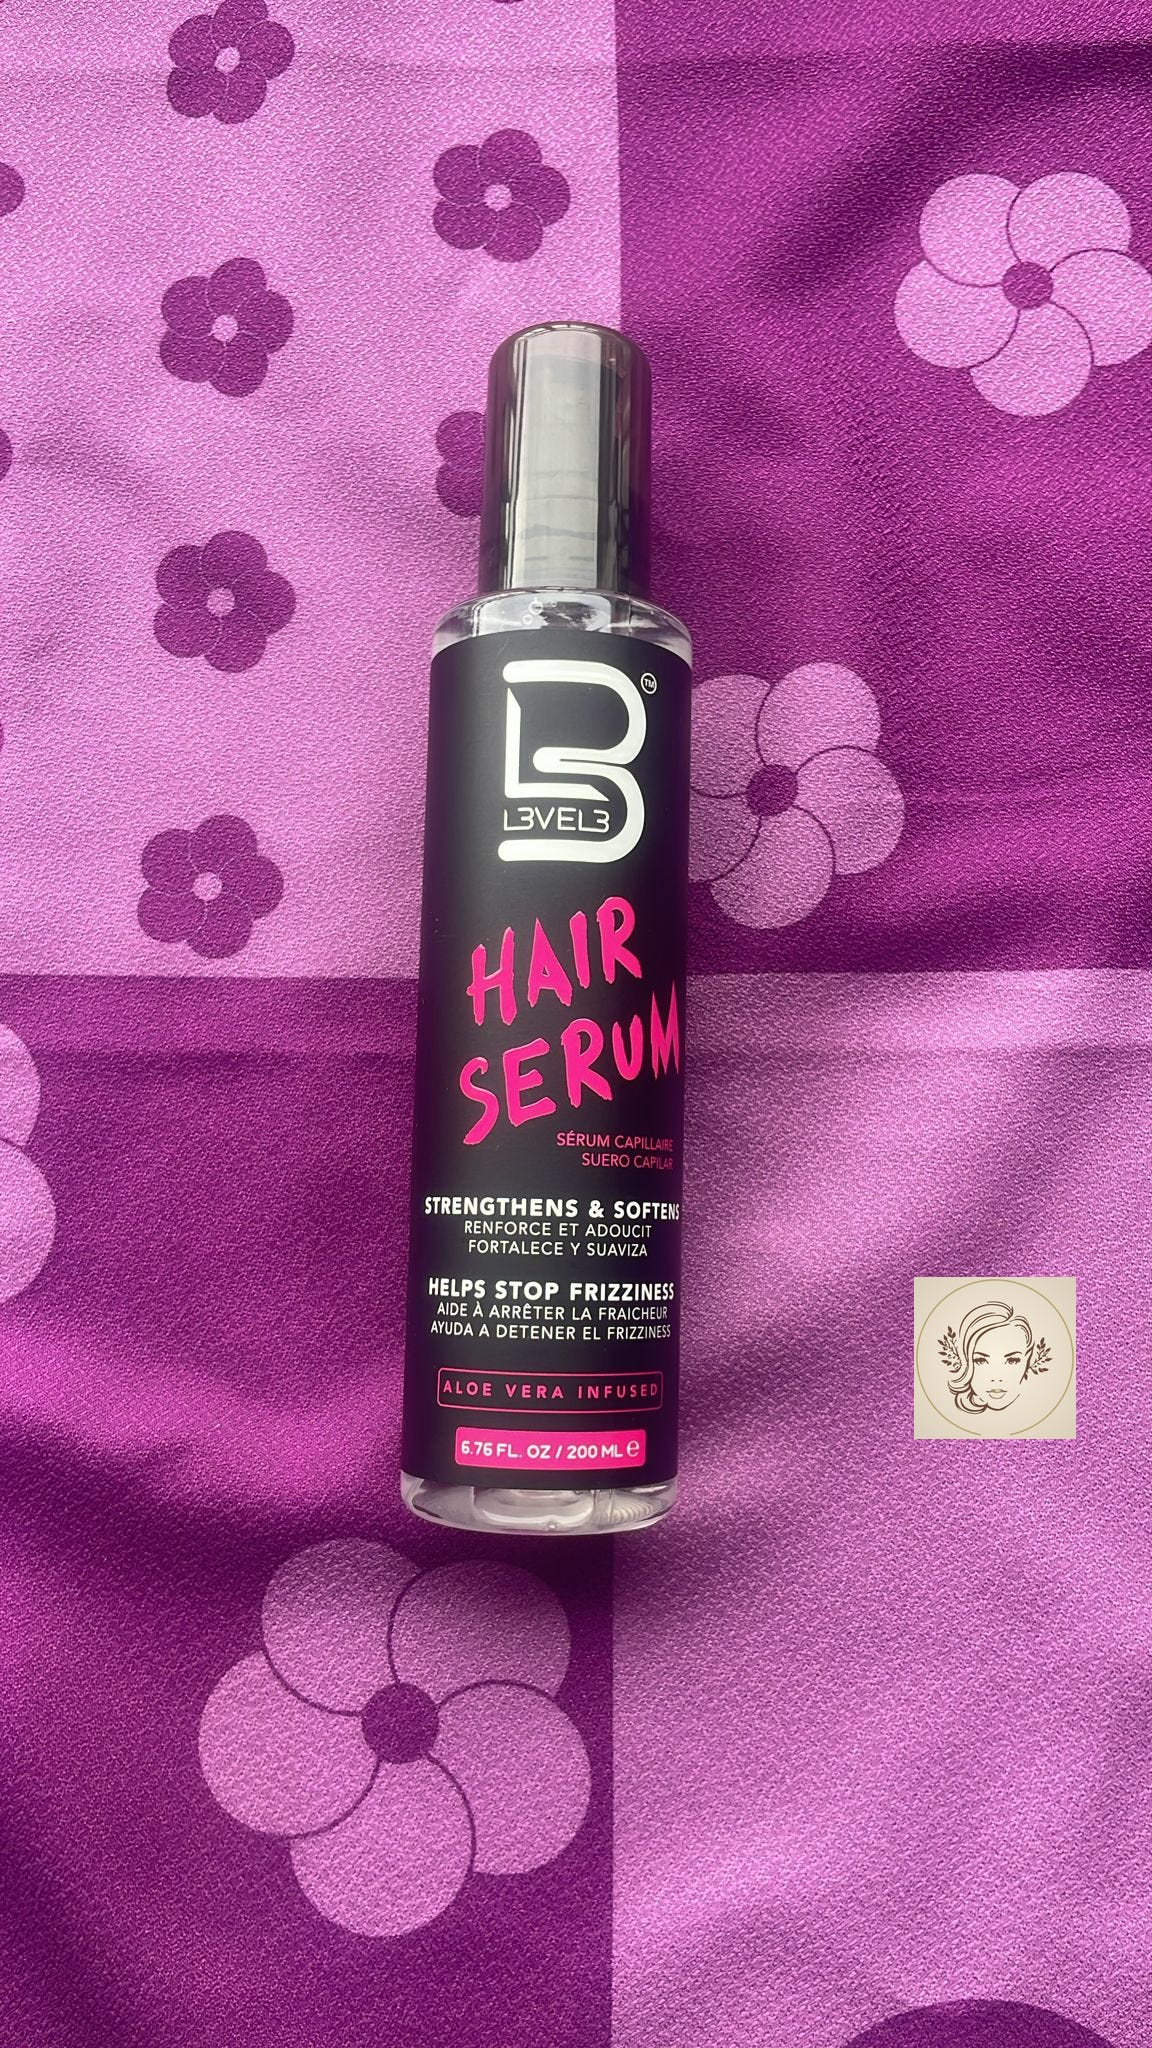 TM
L3VEL3
HAIR
SERUM
SÉRUM CAPILLAIRE
SUERO CAPILAR
STRENGTHENS & SOFTENS
RENFORCE ET ADOUCIT
FORTALECE Y SUAVIZA
HELPS STOP FRIZZINESS
AIDE À ARRÊTER LA FRAICHEUR
AYUDA A DETENER EL FRIZZINESS
ALOE VERA INFUSED
6.76 FL. OZ / 200 ML ℮